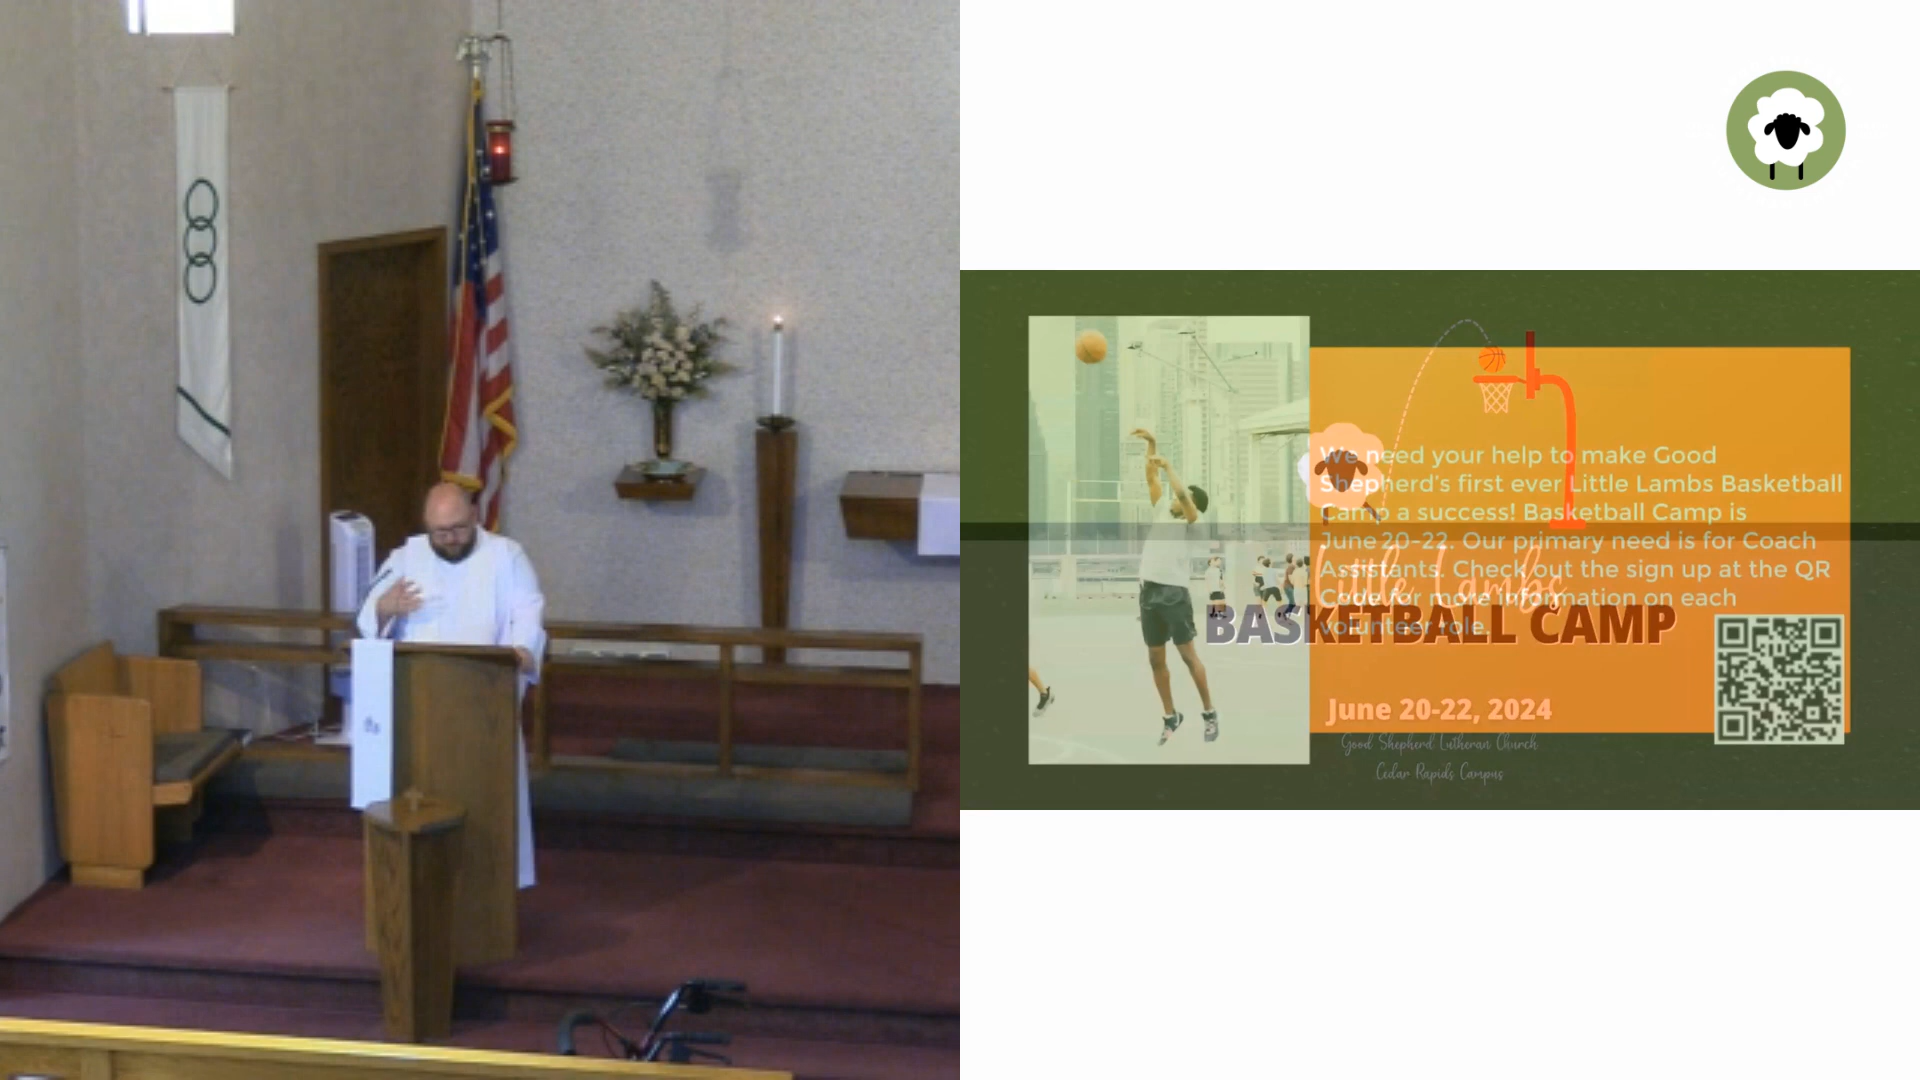 We need your help to make Good
Shepherd's first ever Little Lambs Basketball
Camp a success! Basketball Camp is
June 20-22. Our primary need is for Coach
Assistants. Check out the sign up at the QR
Code for more information on each
volunteer role.
Little Lambs
BASKETBALL CAMP
June 20-22, 2024
Good Shepherd Lutheran Church
Cedar Rapids Campus